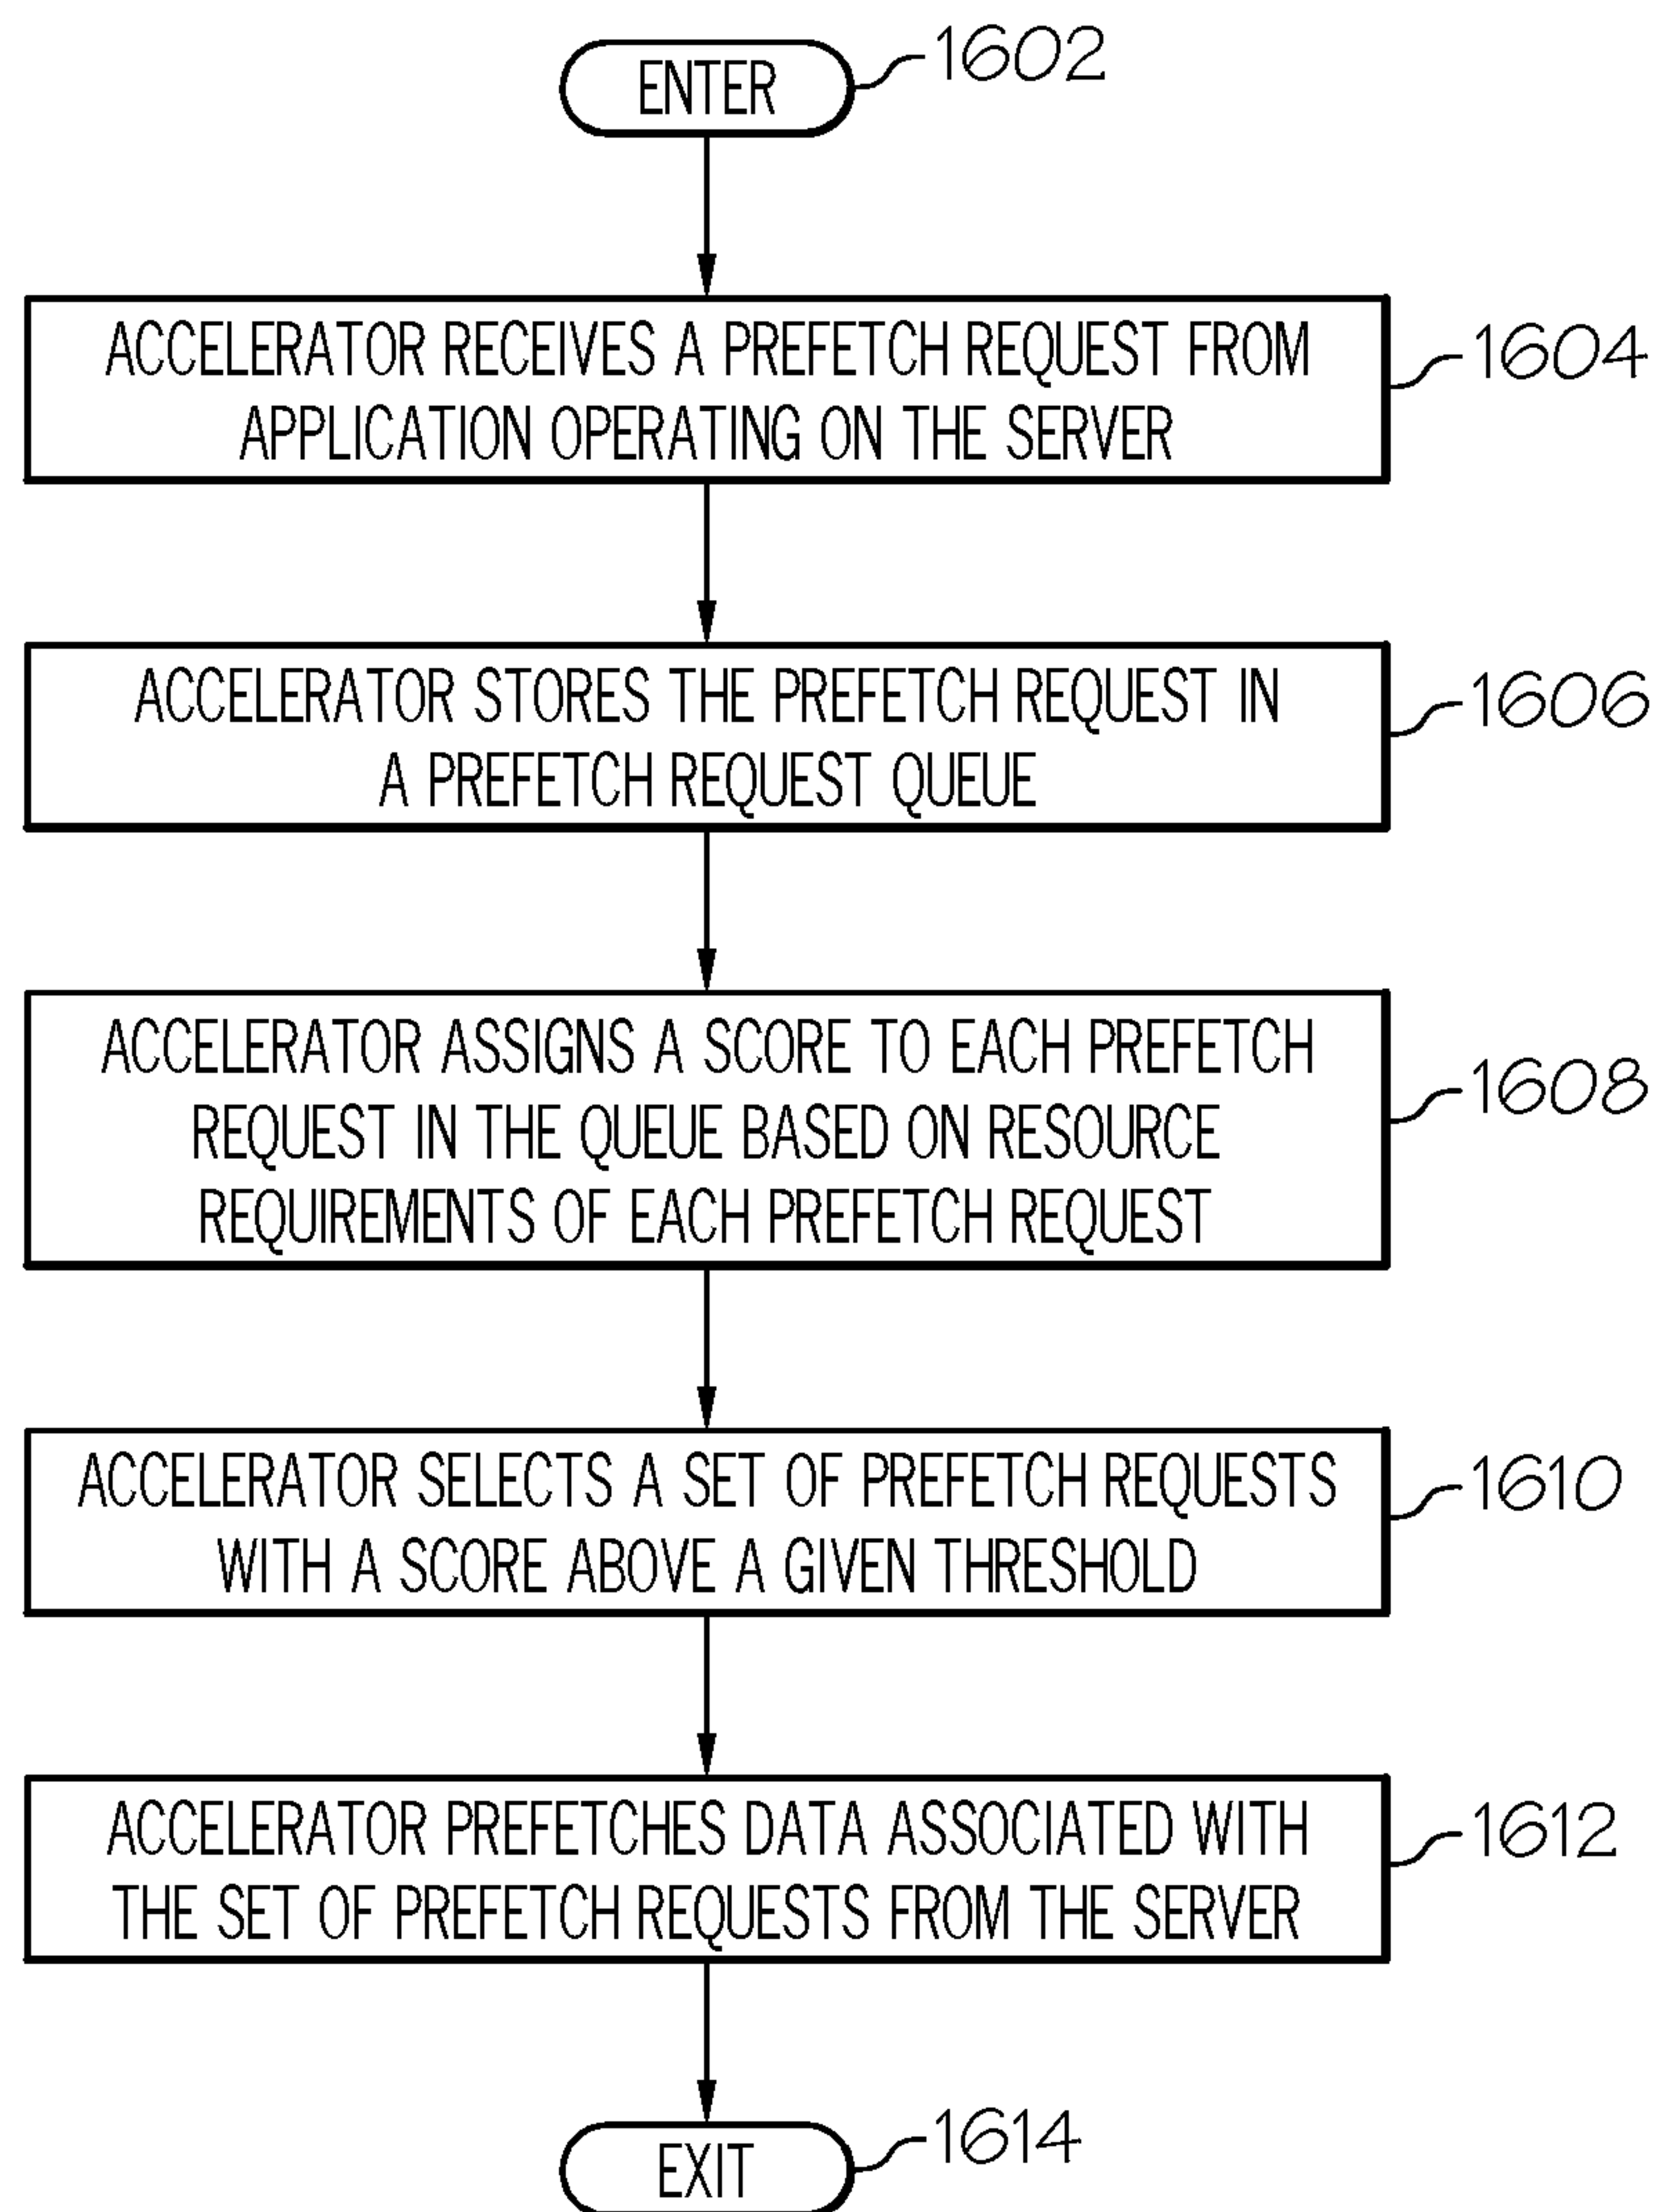 ENTER
1602
ACCELERATOR RECEIVES A PREFETCH REQUEST FROM
APPLICATION OPERATING ON THE SERVER
1604
ACCELERATOR STORES THE PREFETCH REQUEST IN
A PREFETCH REQUEST QUEUE
1606
ACCELERATOR ASSIGNS A SCORE TO EACH PREFETCH
REQUEST IN THE QUEUE BASED ON RESOURCE
REQUIREMENTS OF EACH PREFETCH REQUEST
1608
ACCELERATOR SELECTS A SET OF PREFETCH REQUESTS
WITH A SCORE ABOVE A GIVEN THRESHOLD
1610
ACCELERATOR PREFETCHES DATA ASSOCIATED WITH
THE SET OF PREFETCH REQUESTS FROM THE SERVER
1612
EXIT
1614